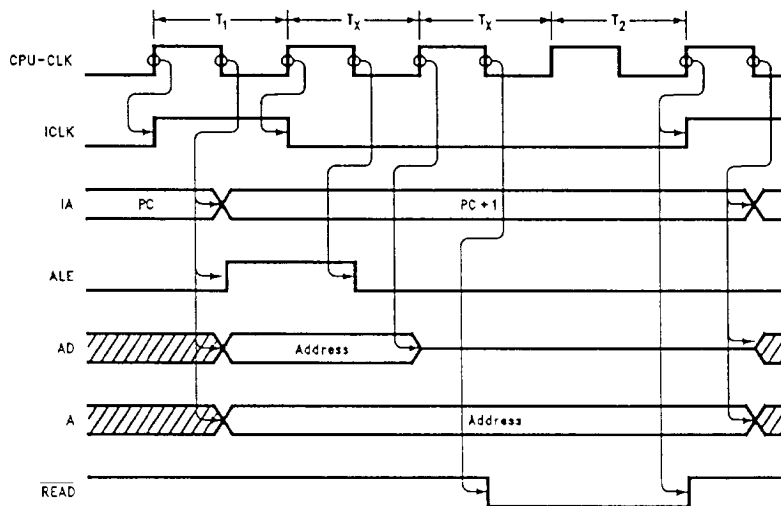 T1 TX TX T2
CPU-CLK
ICLK
IA PC PC + 1
ALE
AD Address
A Address
READ